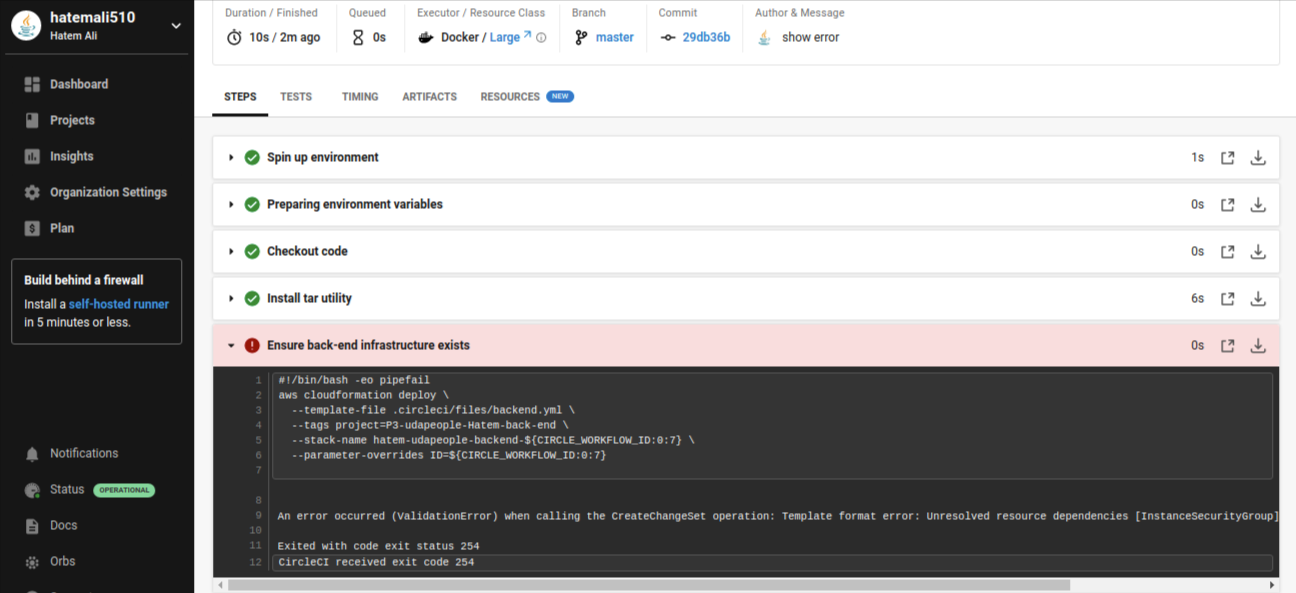 hatemali510
Hatem Ali
Dashboard
Projects
Insights
Organization Settings
Plan
Build behind a firewall
Install a self-hosted runner
in 5 minutes or less.
Notifications
Status OPERATIONAL
Docs
Orbs
Duration / Finished Queued Executor / Resource Class Branch Commit Author & Message
10s / 2m ago 0s Docker / Large master 29db36b show error
STEPS TESTS TIMING ARTIFACTS RESOURCES NEW
Spin up environment 1s
Preparing environment variables 0s
Checkout code 0s
Install tar utility 6s
Ensure back-end infrastructure exists 0s
1 #!/bin/bash -eo pipefail
2 aws cloudformation deploy \
3 --template-file .circleci/files/backend.yml \
4 --tags project=P3-udapeople-Hatem-back-end \
5 --stack-name hatem-udapeople-backend-${CIRCLE_WORKFLOW_ID:0:7} \
6 --parameter-overrides ID=${CIRCLE_WORKFLOW_ID:0:7}
7
8
9 An error occurred (ValidationError) when calling the CreateChangeSet operation: Template format error: Unresolved resource dependencies [InstanceSecurityGroup]
10
11 Exited with code exit status 254
12 CircleCI received exit code 254